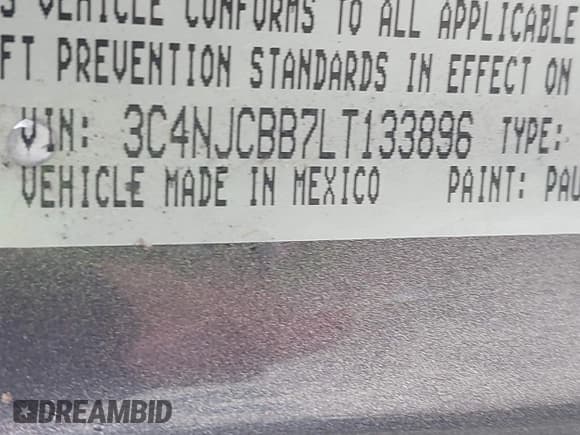 VEHICLE CONFORMS TO ALL APPLICABLE
FT PREVENTION STANDARDS IN EFFECT ON
VIN: 3C4NJCBB7LT133896 TYPE:
VEHICLE MADE IN MEXICO PAINT: PAU
DREAMBID